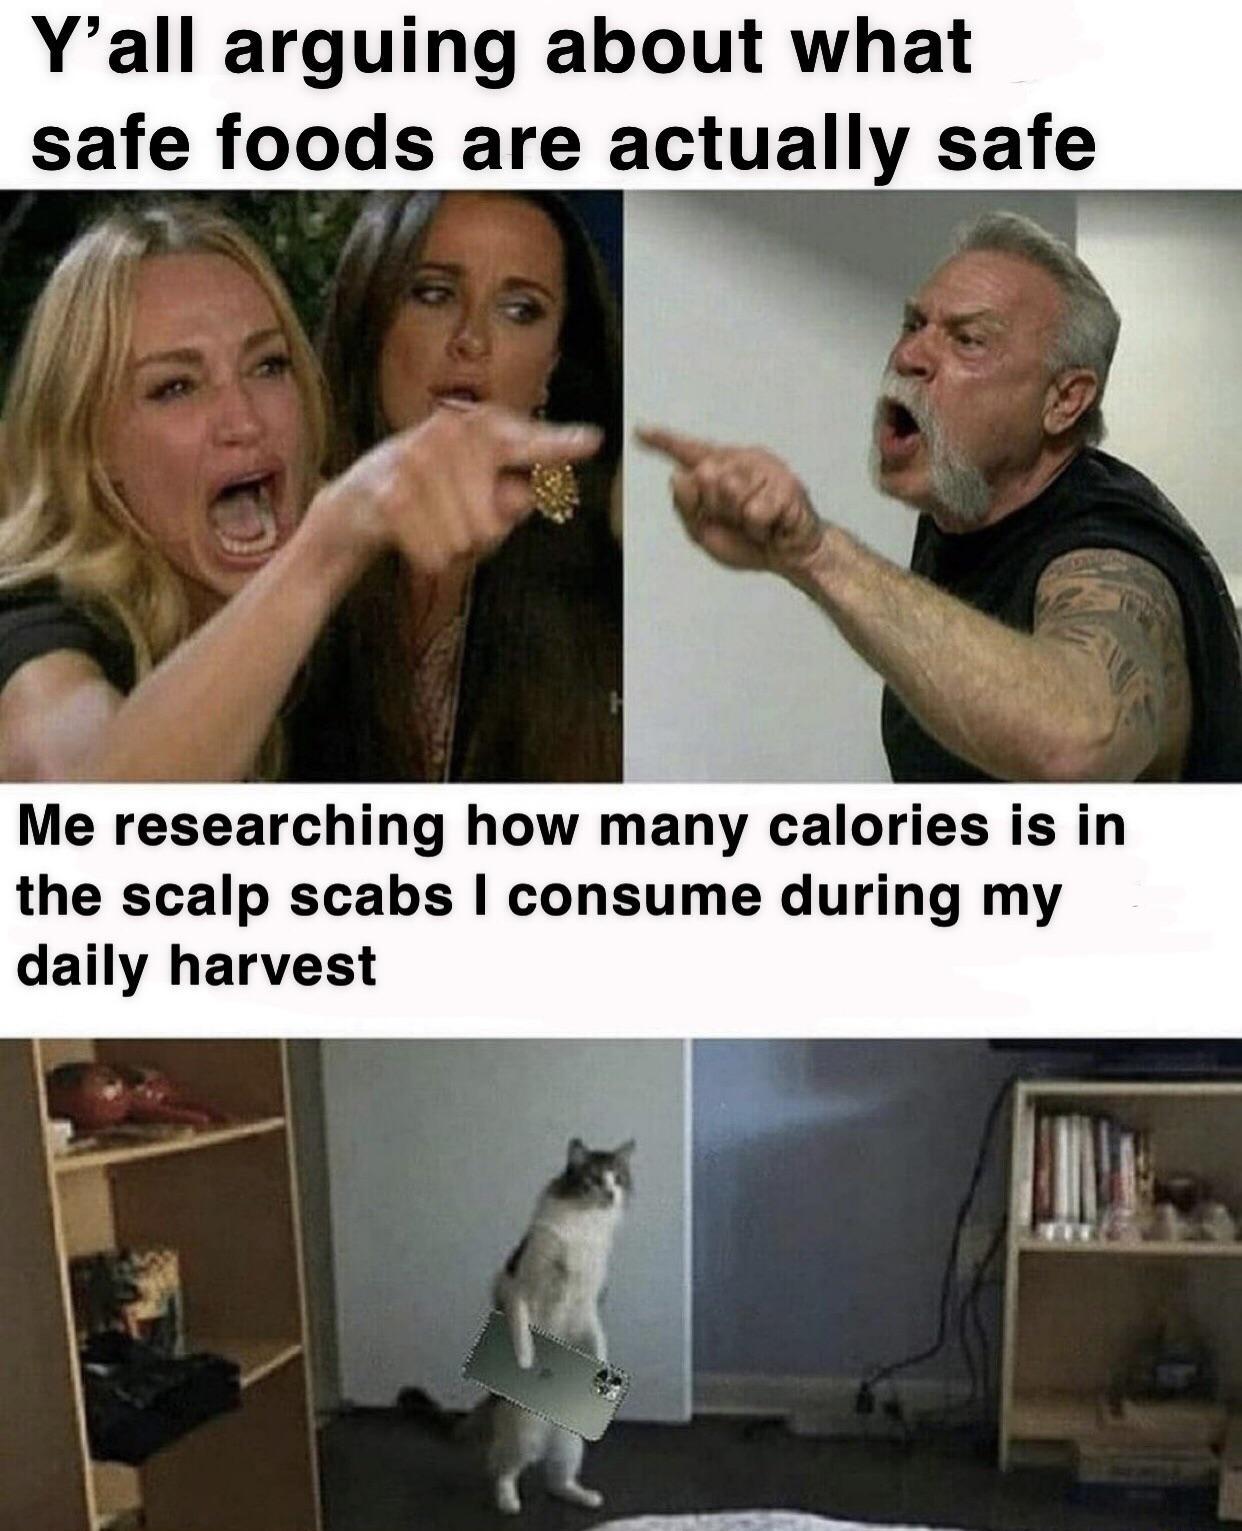 Y'all arguing about what
safe foods are actually safe
Me researching how many calories is in
the scalp scabs I consume during my
daily harvest